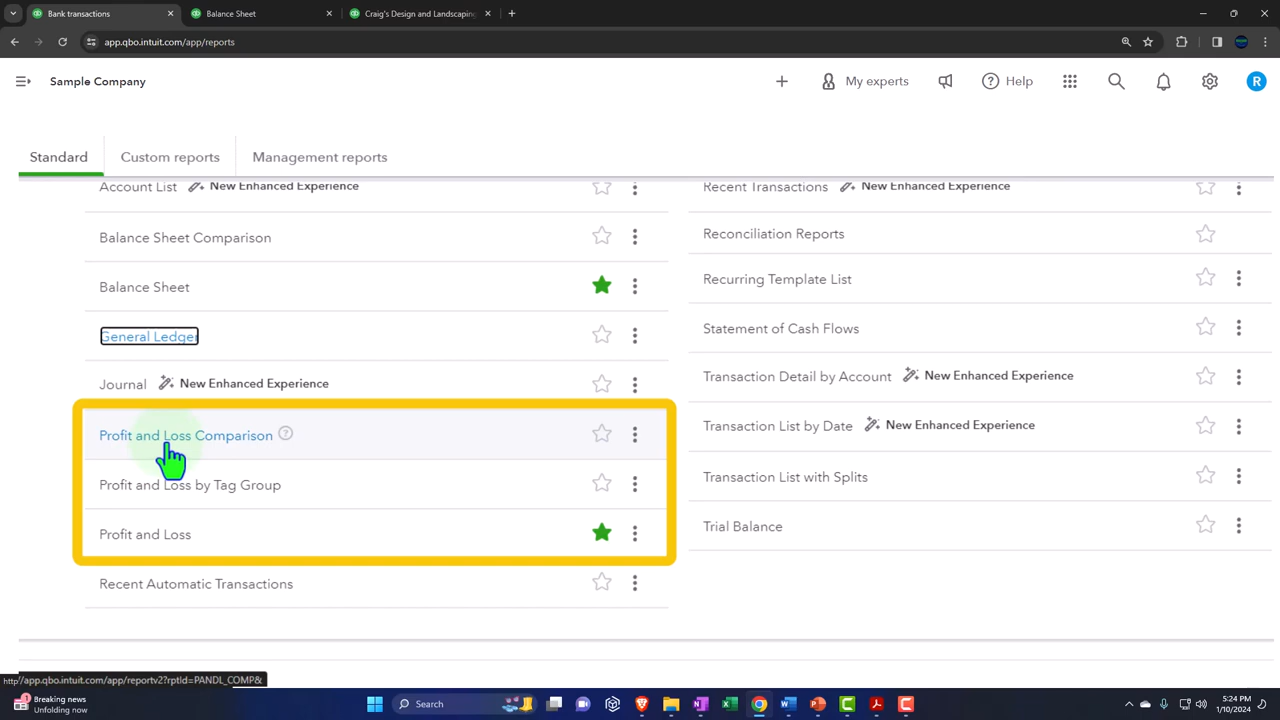 Bank transactions
Balance Sheet
Craig's Design and Landscaping
app.qbo.intuit.com/app/reports
Sample Company
My experts
Help
R
Standard
Custom reports
Management reports
Account List New Enhanced Experience
Balance Sheet Comparison
Balance Sheet
General Ledger
Journal New Enhanced Experience
Profit and Loss Comparison
Profit and Loss by Tag Group
Profit and Loss
Recent Automatic Transactions
Recent Transactions New Enhanced Experience
Reconciliation Reports
Recurring Template List
Statement of Cash Flows
Transaction Detail by Account New Enhanced Experience
Transaction List by Date New Enhanced Experience
Transaction List with Splits
Trial Balance
http://app.qbo.intuit.com/app/reportv2?rptId=PANDL_COMP&
1
Breaking news
Unfolding now
Search
5:24 PM
1/10/2024